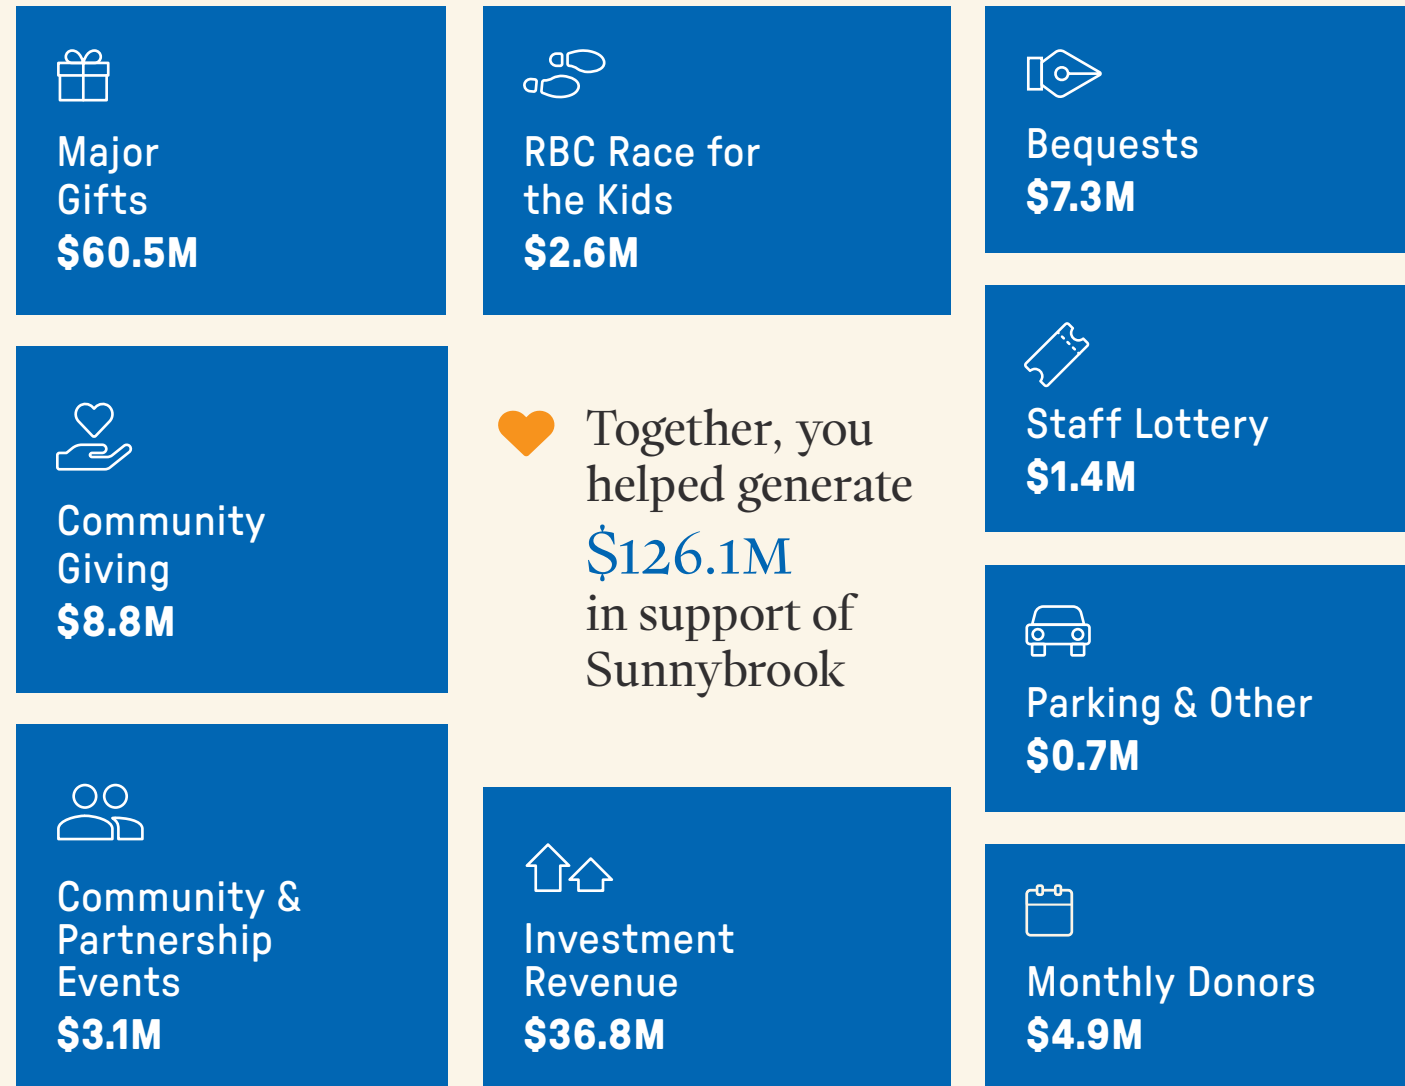 Major
Gifts
$60.5M
RBC Race for
the Kids
$2.6M
Bequests
$7.3M
Community
Giving
$8.8M
Together, you
helped generate
$126.1M
in support of
Sunnybrook
Staff Lottery
$1.4M
Parking & Other
$0.7M
Community &
Partnership
Events
$3.1M
Investment
Revenue
$36.8M
Monthly Donors
$4.9M